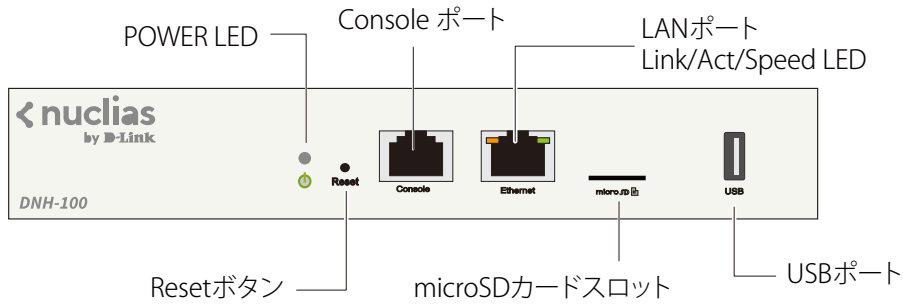 POWER LED
Console ポート
LANポート
Link/Act/Speed LED
nuclias
by D-Link
Reset
Console
Ethernet
micro SD
USB
DNH-100
Resetボタン
microSDカードスロット
USBポート